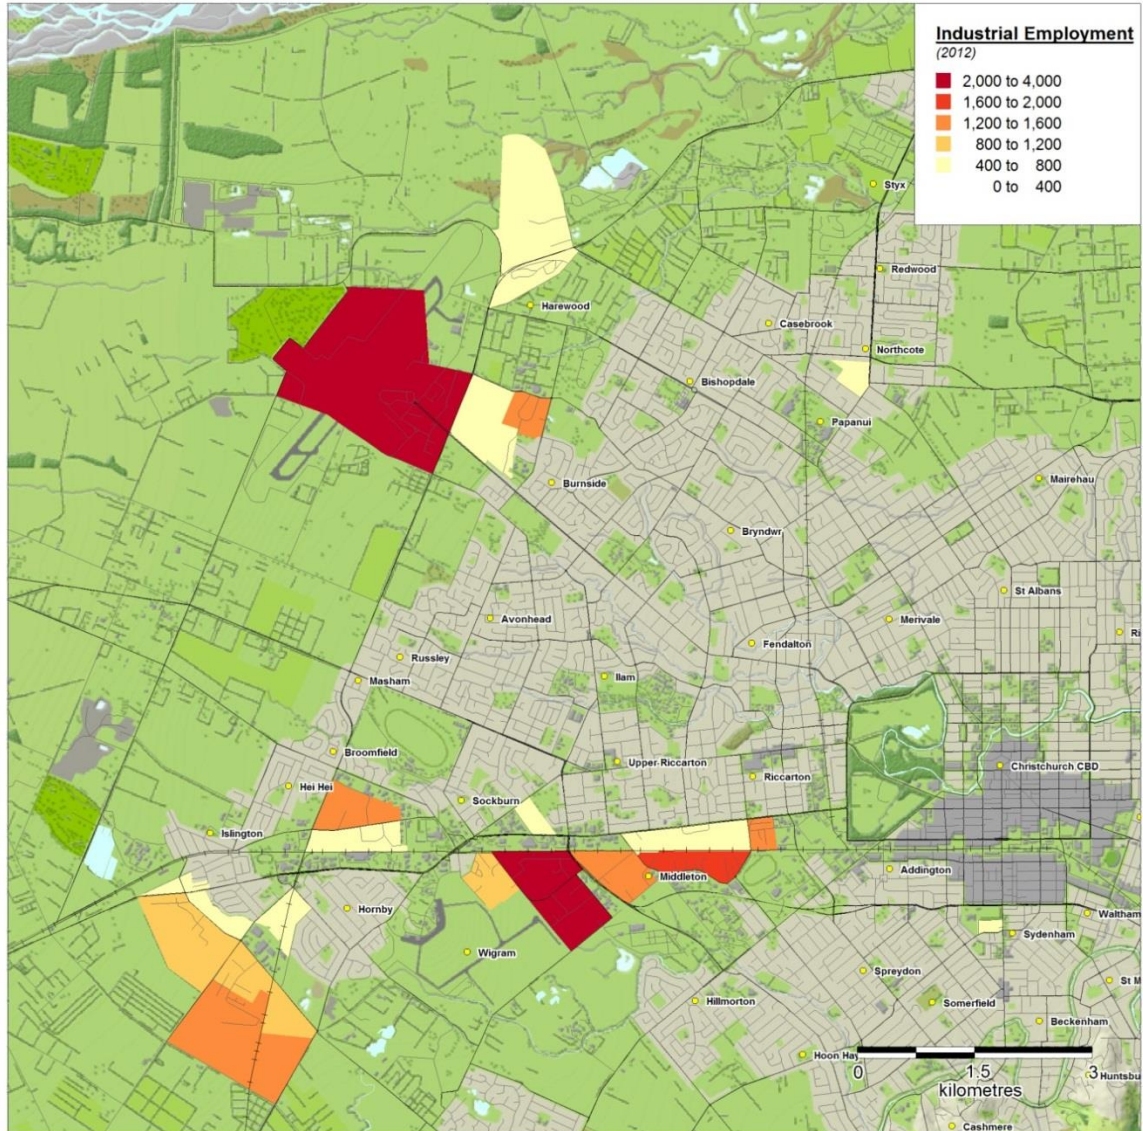 Industrial Employment
(2012)
2,000 to 4,000
1,600 to 2,000
1,200 to 1,600
800 to 1,200
400 to 800
0 to 400
Styx
Redwood
Harewood
Casebrook
Northcote
Bishopdale
Papanui
Mairehau
Burnside
Bryndwr
St Albans
Avonhead
Merivale
Ri
Fendalton
Russley
Ilam
Masham
Broomfield
Upper Riccarton
Christchurch CBD
Riccarton
Hei Hei
Sockburn
Islington
Addington
Middleton
Hornby
Waltham
Sydenham
Wigram
Spreydon
St M
Hillmorton
Somerfield
Beckenham
Hoon Hay
0 1.5 3
kilometres
Huntsbu
Cashmere